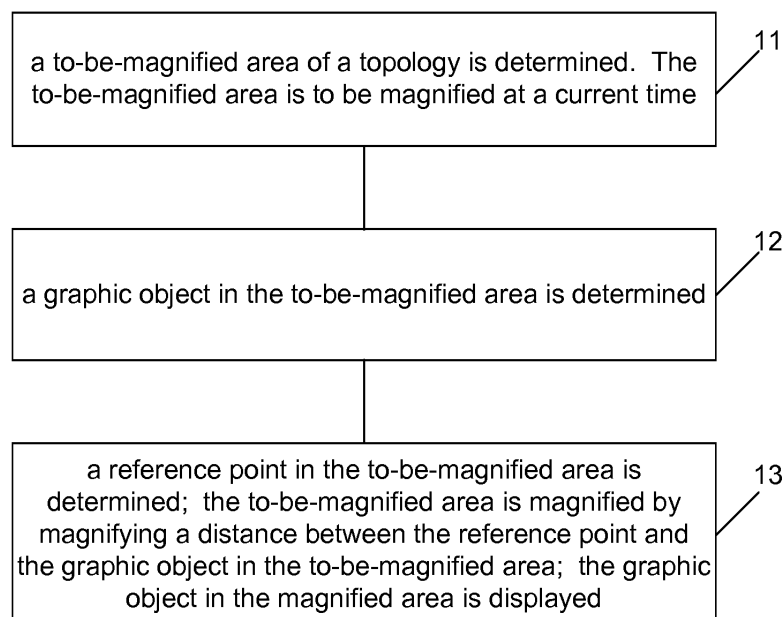 11
a to-be-magnified area of a topology is determined.  The
to-be-magnified area is to be magnified at a current time
12
a graphic object in the to-be-magnified area is determined
13
a reference point in the to-be-magnified area is
determined;  the to-be-magnified area is magnified by
magnifying a distance between the reference point and
the graphic object in the to-be-magnified area;  the graphic
object in the magnified area is displayed